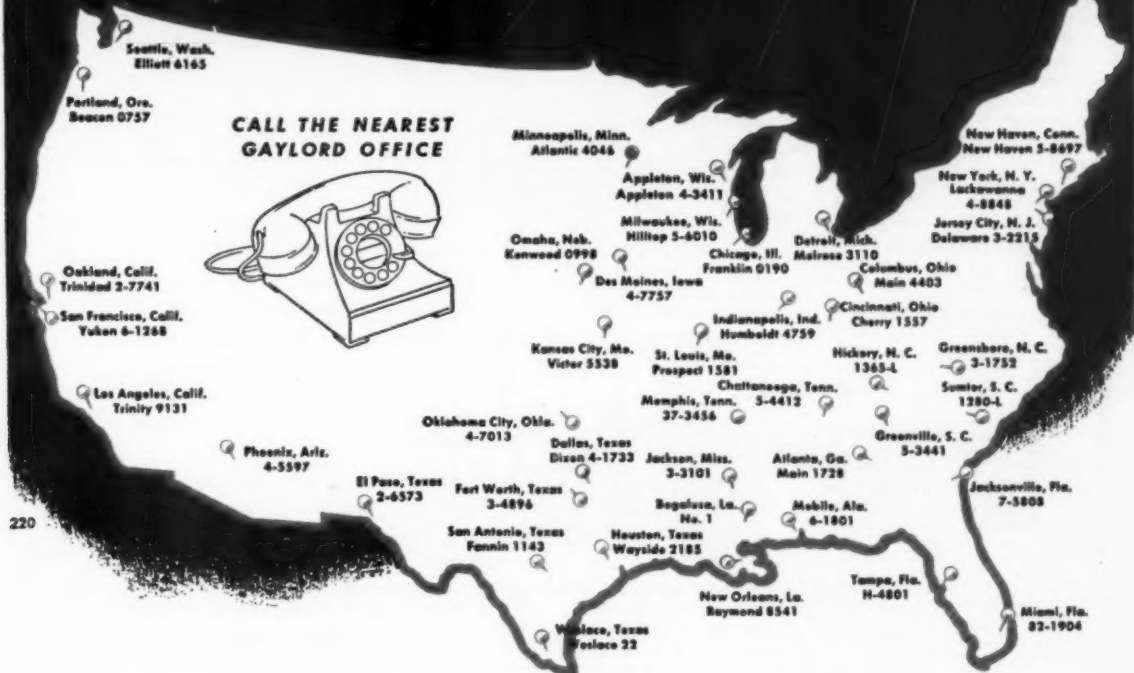 Seattle, Wash.
Elliott 6165
Portland, Ore.
Beacon 0757
CALL THE NEAREST
GAYLORD OFFICE
Minneapolis, Minn.
Atlantic 4046
New Haven, Conn.
New Haven 5-8697
Appleton, Wis.
Appleton 4-3411
New York, N. Y.
Lackawanna
4-8848
Milwaukee, Wis.
Hilltop 5-6010
Jersey City, N. J.
Delaware 3-2215
Omaha, Neb.
Kenwood 0998
Chicago, Ill.
Franklin 0190
Detroit, Mich.
Melrose 3110
Oakland, Calif.
Trinidad 2-7741
Des Moines, Iowa
4-7757
Columbus, Ohio
Main 4403
San Francisco, Calif.
Yukon 6-1268
Indianapolis, Ind.
Humboldt 4759
Cincinnati, Ohio
Cherry 1557
Kansas City, Mo.
Victor 5538
St. Louis, Mo.
Prospect 1581
Hickory, N. C.
1365-L
Greensboro, N. C.
3-1752
Los Angeles, Calif.
Trinity 9131
Chattanooga, Tenn.
5-4412
Sumter, S. C.
1280-L
Memphis, Tenn.
37-3456
Oklahoma City, Okla.
4-7013
Greenville, S. C.
5-3441
Phoenix, Ariz.
4-5597
Dallas, Texas
Dixon 4-1733
Jackson, Miss.
3-3101
Atlanta, Ga.
Main 1728
El Paso, Texas
2-6573
Fort Worth, Texas
3-4896
Jacksonville, Fla.
7-5805
Bogalusa, La.
No. 1
Mobile, Ala.
6-1801
220
San Antonio, Texas
Fannin 1143
Houston, Texas
Wayside 2185
Tampa, Fla.
H-4801
New Orleans, La.
Raymond 8541
Miami, Fla.
82-1904
Weslaco, Texas
Weslaco 22